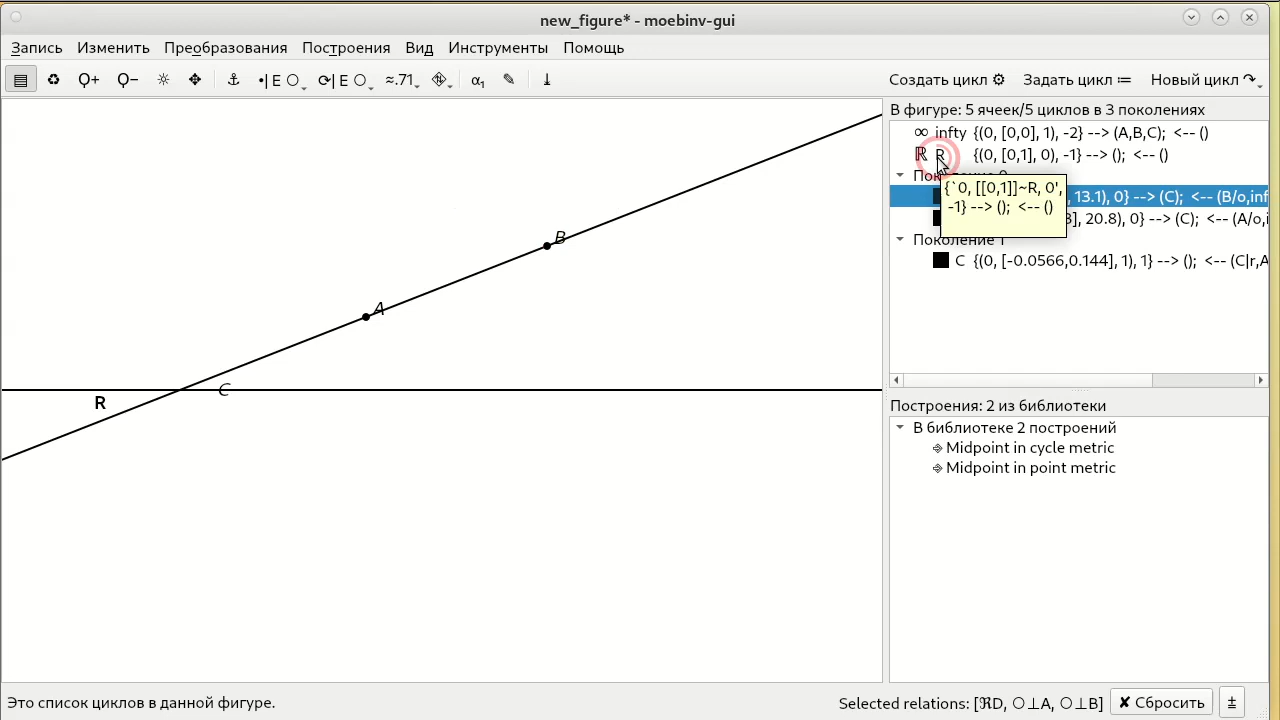 new_figure* - moebinv-gui
Запись Изменить Преобразования Построения Вид Инструменты Помощь
Создать цикл Задать цикл Новый цикл
В фигуре: 5 ячеек/5 циклов в 3 поколениях
∞ infty {(0, [0,0], 1), -2} --> (A,B,C); <-- ()
ℝ R {(0, [0,1], 0), -1} --> (); <-- ()
{`0, [[0,1]]~R, 0',
-1} --> (); <-- ()
13.1), 0} --> (C); <-- (B/o,inf
], 20.8), 0} --> (C); <-- (A/o,i
Поколение 1
C {(0, [-0.0566,0.144], 1), 1} --> (); <-- (C|r,A
B
A
C
R
Построения: 2 из библиотеки
В библиотеке 2 построений
Midpoint in cycle metric
Midpoint in point metric
Это список циклов в данной фигуре.
Selected relations: [ℜD, ○⊥A, ○⊥B]
✘ Сбросить
±